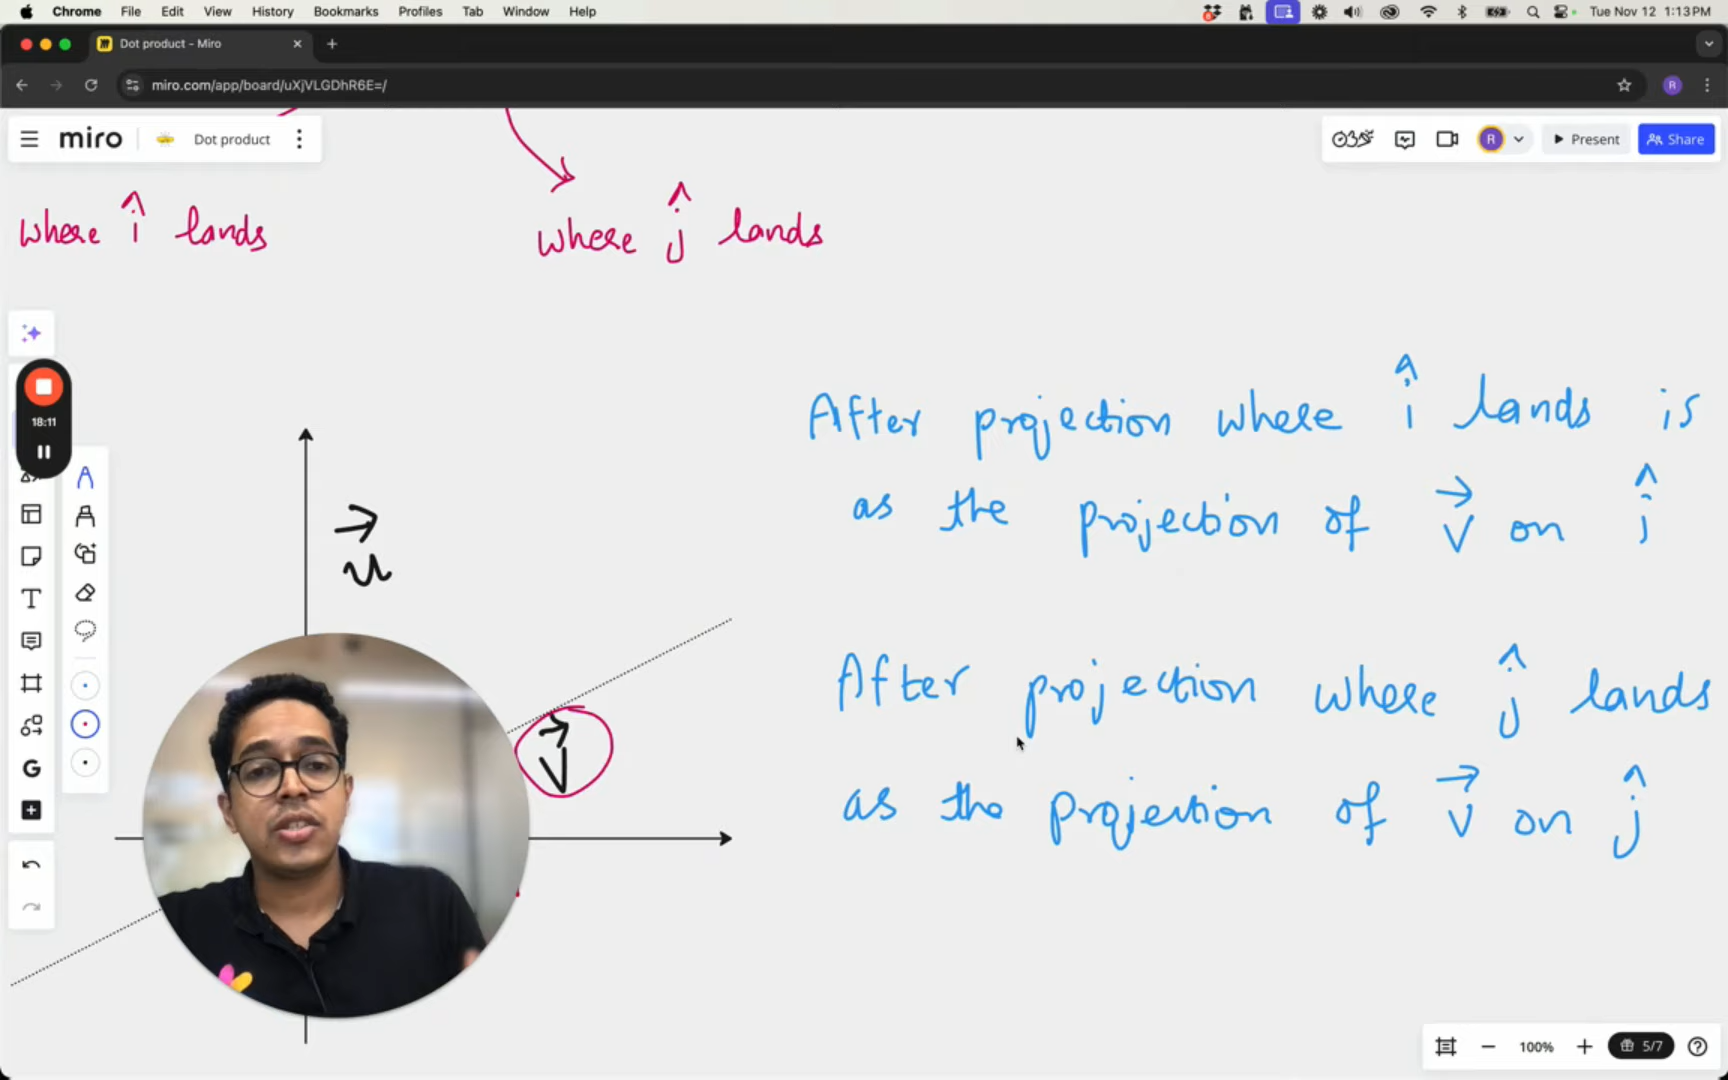 Chrome File Edit View History Bookmarks Profiles Tab Window Help Tue Nov 12 1:13 PM
Dot product - Miro
miro.com/app/board/uXjVLGDhR6E=/ R
miro Dot product R Present Share
where î lands where ĵ lands
18:11
After projection where î lands is
as the projection of v⃗ on î
u⃗
After projection where ĵ lands
v⃗
as the projection of v⃗ on ĵ
T
G
100% 5/7